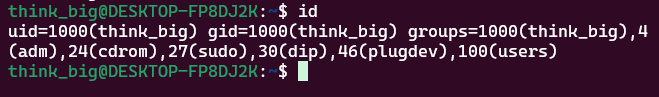 think_big@DESKTOP-FP8DJ2K:~$ id
uid=1000(think_big) gid=1000(think_big) groups=1000(think_big),4
(adm),24(cdrom),27(sudo),30(dip),46(plugdev),100(users)
think_big@DESKTOP-FP8DJ2K:~$